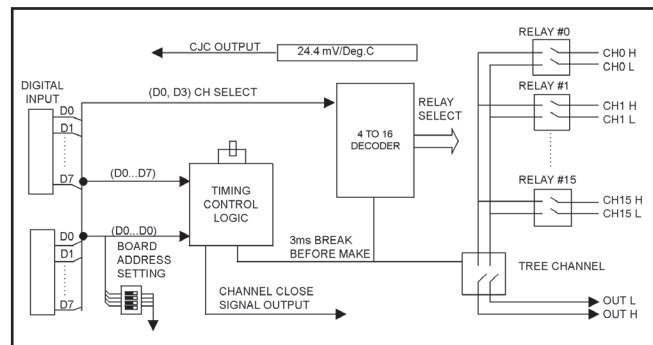 CJC OUTPUT
24.4 mV/Deg.C
RELAY #0
CH0 H
CH0 L
DIGITAL
INPUT
D0
D1
D7
(D0, D3) CH SELECT
4 TO 16
DECODER
RELAY
SELECT
RELAY #1
CH1 H
CH1 L
(D0...D7)
TIMING
CONTROL
LOGIC
RELAY #15
CH15 H
CH15 L
D0
D1
D7
(D0...D0)
BOARD
ADDRESS
SETTING
3ms BREAK
BEFORE MAKE
TREE CHANNEL
CHANNEL CLOSE
SIGNAL OUTPUT
OUT L
OUT H